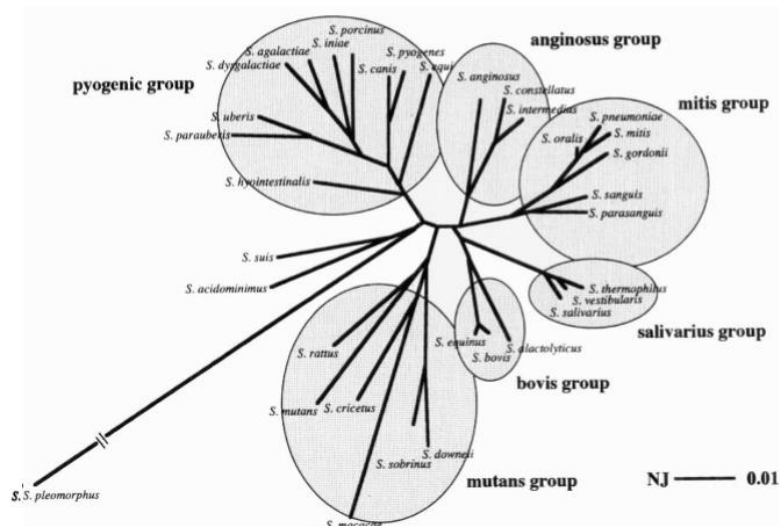 S. porcinus
anginosus group
S. iniae
S. agalactiae
S. pyogenes
S. dysgalactiae
S. canis
S. equi
S. anginosus
pyogenic group
S. constellatus
mitis group
S. intermedius
S. uberis
S. pneumoniae
S. parauberis
S. oralis
S. mitis
S. gordonii
S. hyointestinalis
S. sanguis
S. parasanguis
S. suis
S. acidominimus
S. thermophilus
S. vestibularis
S. salivarius
salivarius group
S. equinus
S. alactolyticus
S. rattus
S. bovis
bovis group
S. mutans
S. cricetus
S. downeii
S. sobrinus
mutans group
NJ 0.01
S. S. pleomorphus
S. macacae